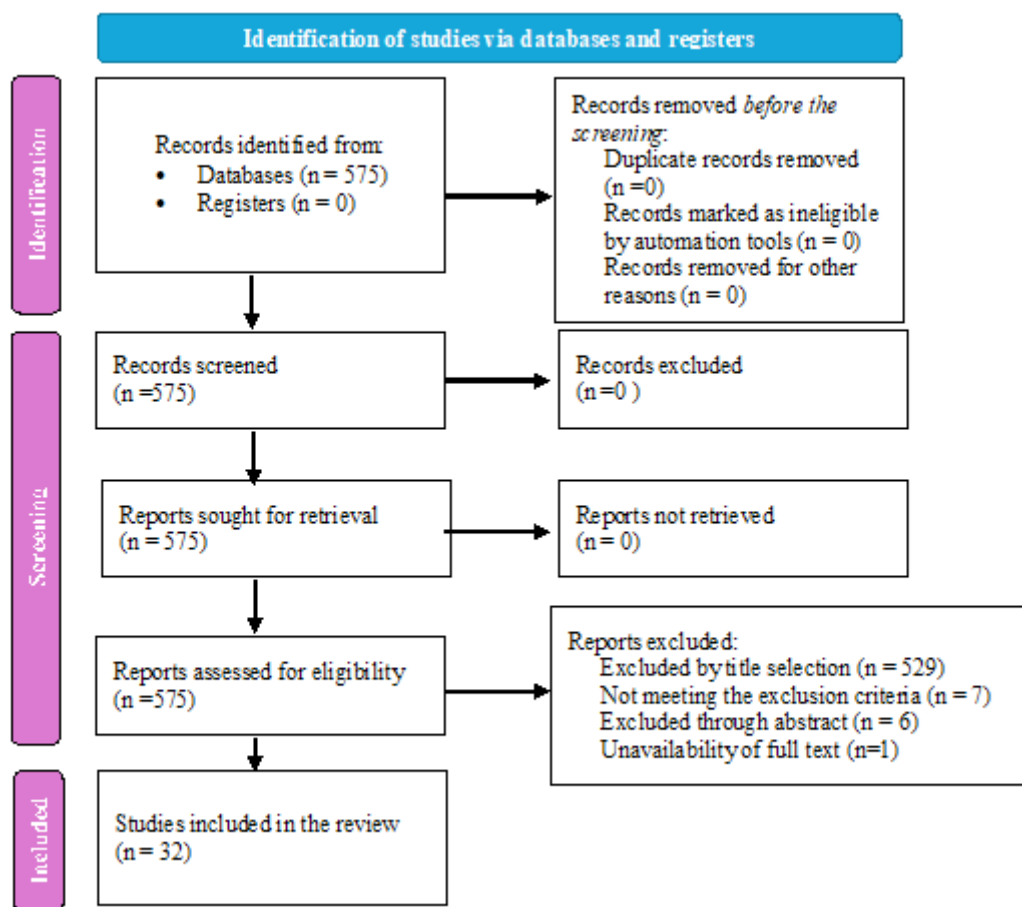 Identification of studies via databases and registers
Identification
Records identified from:
• Databases (n = 575)
• Registers (n = 0)
Records removed before the
screening:
Duplicate records removed
(n =0)
Records marked as ineligible
by automation tools (n = 0)
Records removed for other
reasons (n = 0)
Screening
Records screened
(n =575)
Records excluded
(n =0 )
Reports sought for retrieval
(n = 575)
Reports not retrieved
(n = 0)
Reports assessed for eligibility
(n =575)
Reports excluded:
Excluded by title selection (n = 529)
Not meeting the exclusion criteria (n = 7)
Excluded through abstract (n = 6)
Unavailability of full text (n=1)
Included
Studies included in the review
(n = 32)